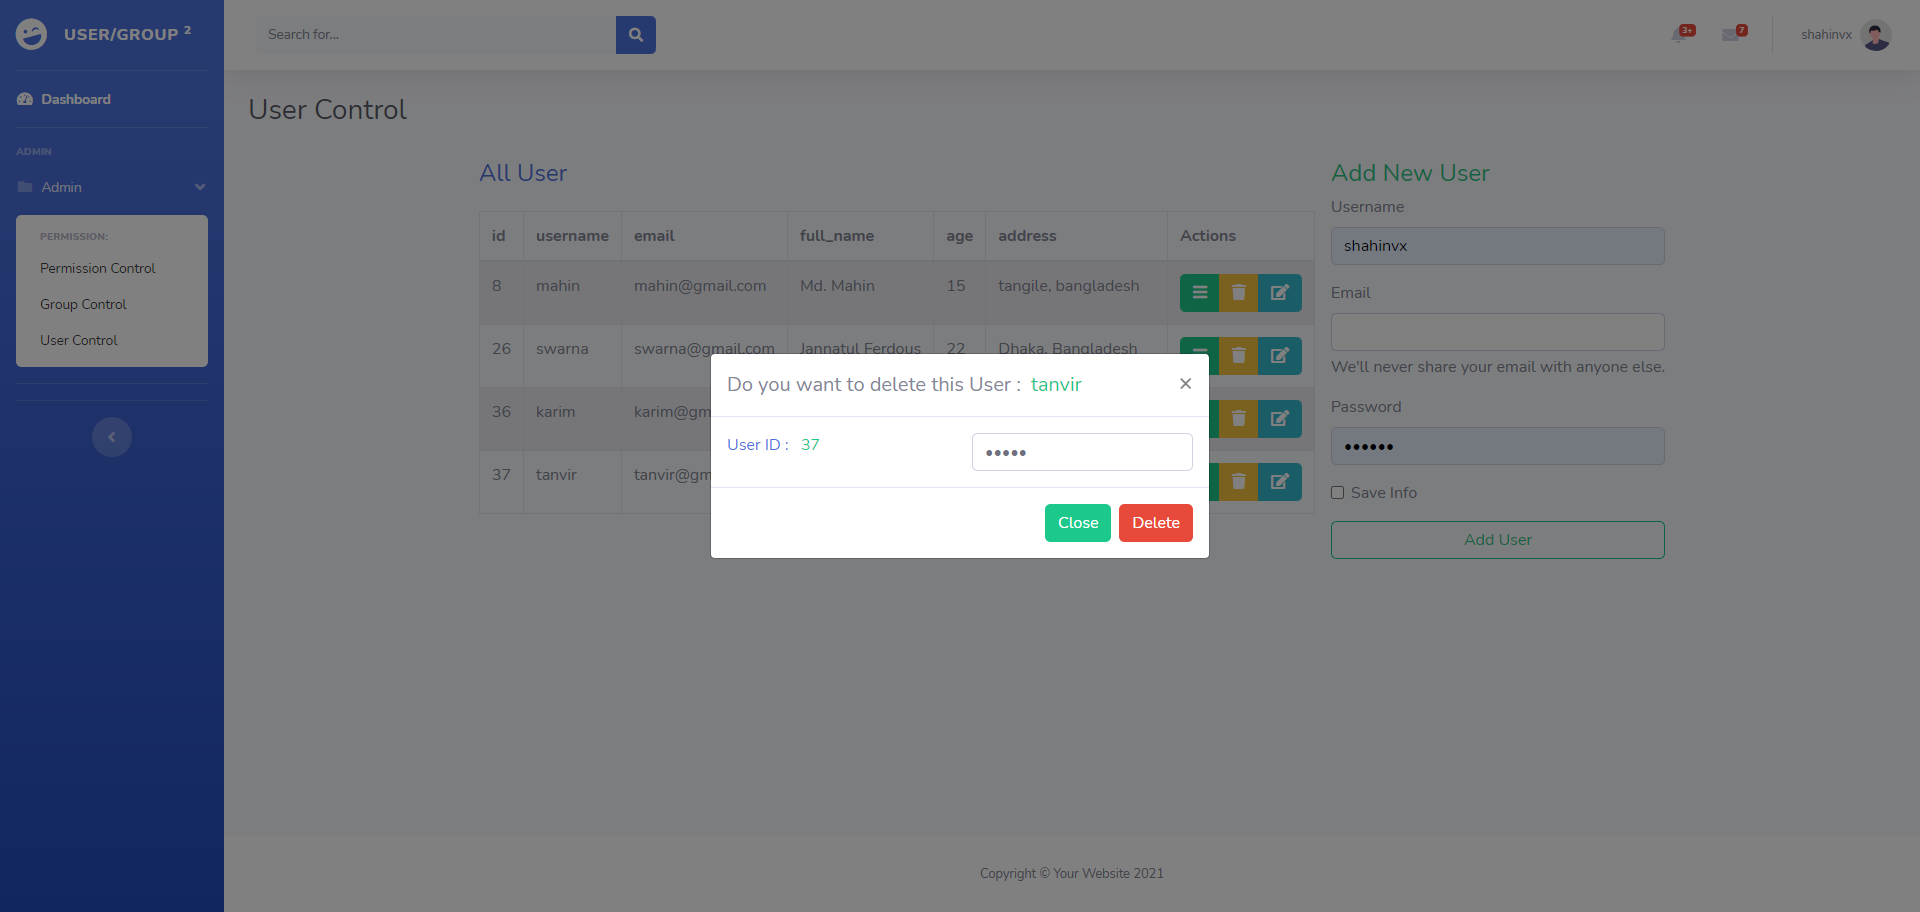 USER/GROUP 2
Search for...
3+
7
shahinvx
Dashboard
ADMIN
Admin
PERMISSION:
Permission Control
Group Control
User Control
User Control
All User
id username email full_name age address Actions
8 mahin mahin@gmail.com Md. Mahin 15 tangile, bangladesh
26 swarna swarna@gmail.com Jannatul Ferdous 22 Dhaka, Bangladesh
36 karim karim@gm
37 tanvir tanvir@gm
Do you want to delete this User : tanvir ×
User ID : 37 •••••
Close Delete
Add New User
Username
shahinvx
Email
We'll never share your email with anyone else.
Password
••••••
Save Info
Add User
Copyright © Your Website 2021